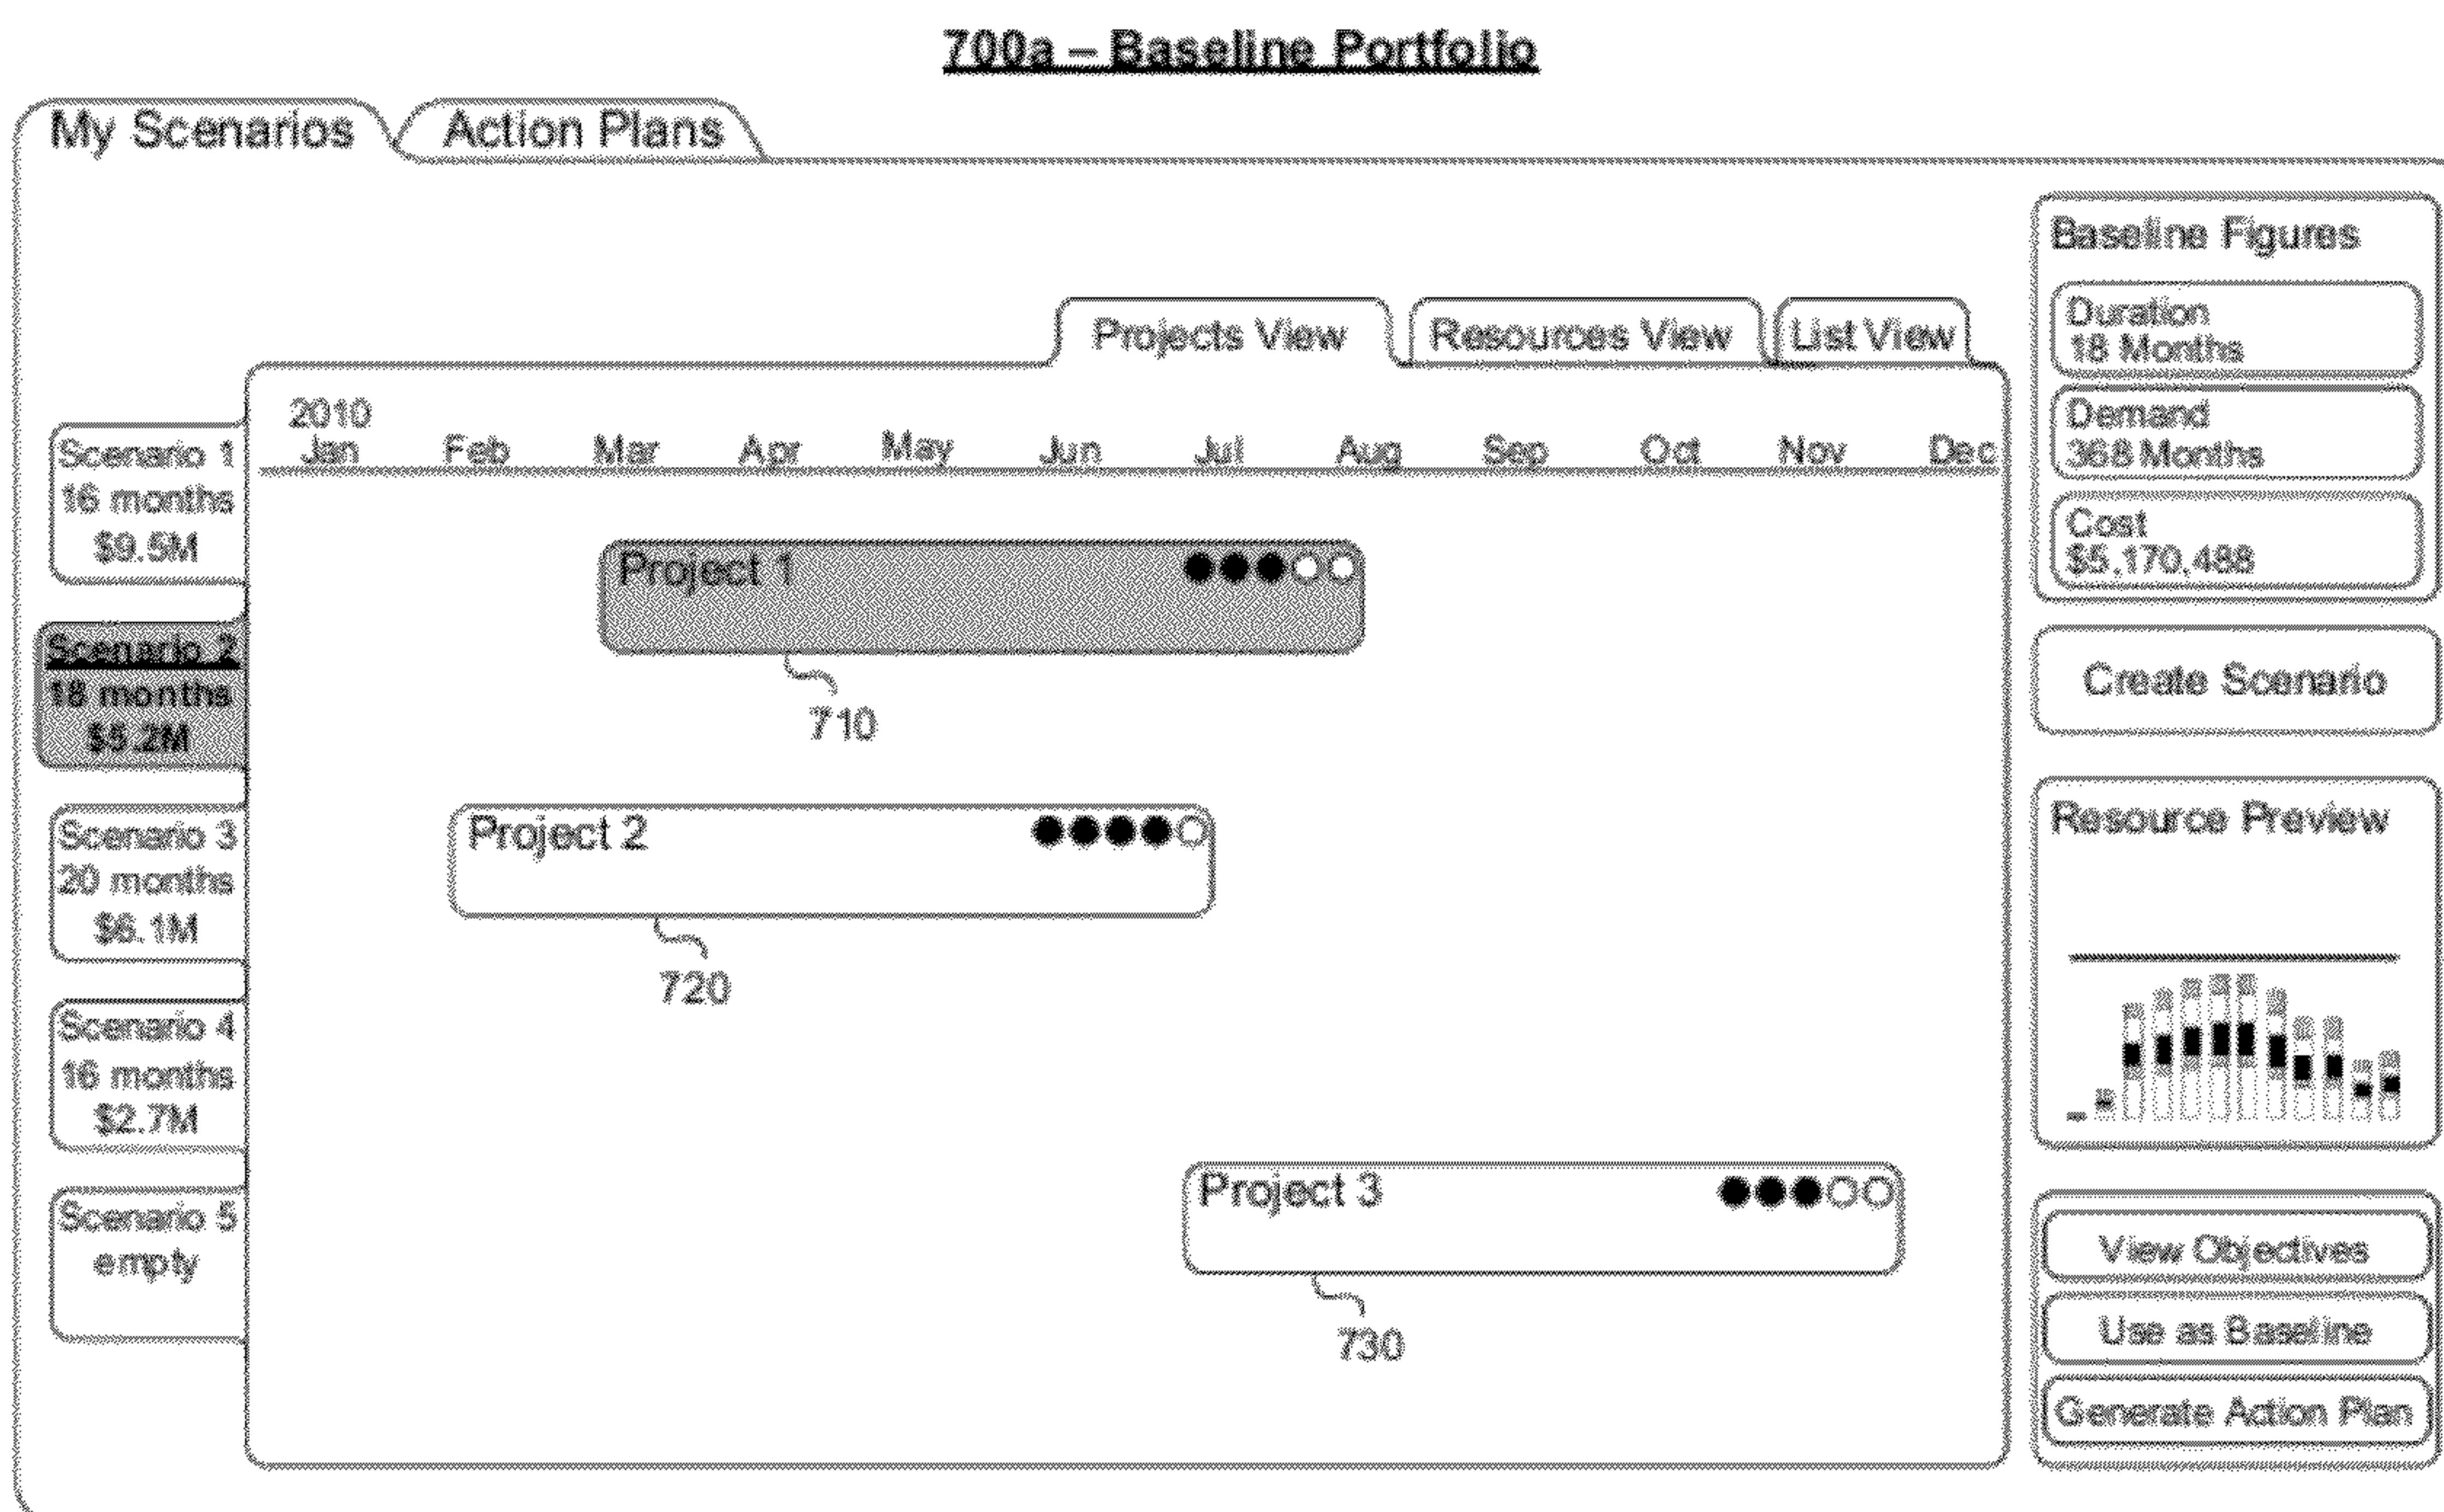 700a – Baseline Portfolio
My Scenarios
Action Plans
Projects View
Resources View
List View
2010
Jan Feb Mar Apr May Jun Jul Aug Sep Oct Nov Dec
Scenario 1
16 months
$9.5M
Scenario 2
18 months
$5.2M
Scenario 3
20 months
$6.1M
Scenario 4
16 months
$2.7M
Scenario 5
empty
Project 1
710
Project 2
720
Project 3
730
Baseline Figures
Duration
18 Months
Demand
368 Months
Cost
$5,170,488
Create Scenario
Resource Preview
View Objectives
Use as Baseline
Generate Action Plan